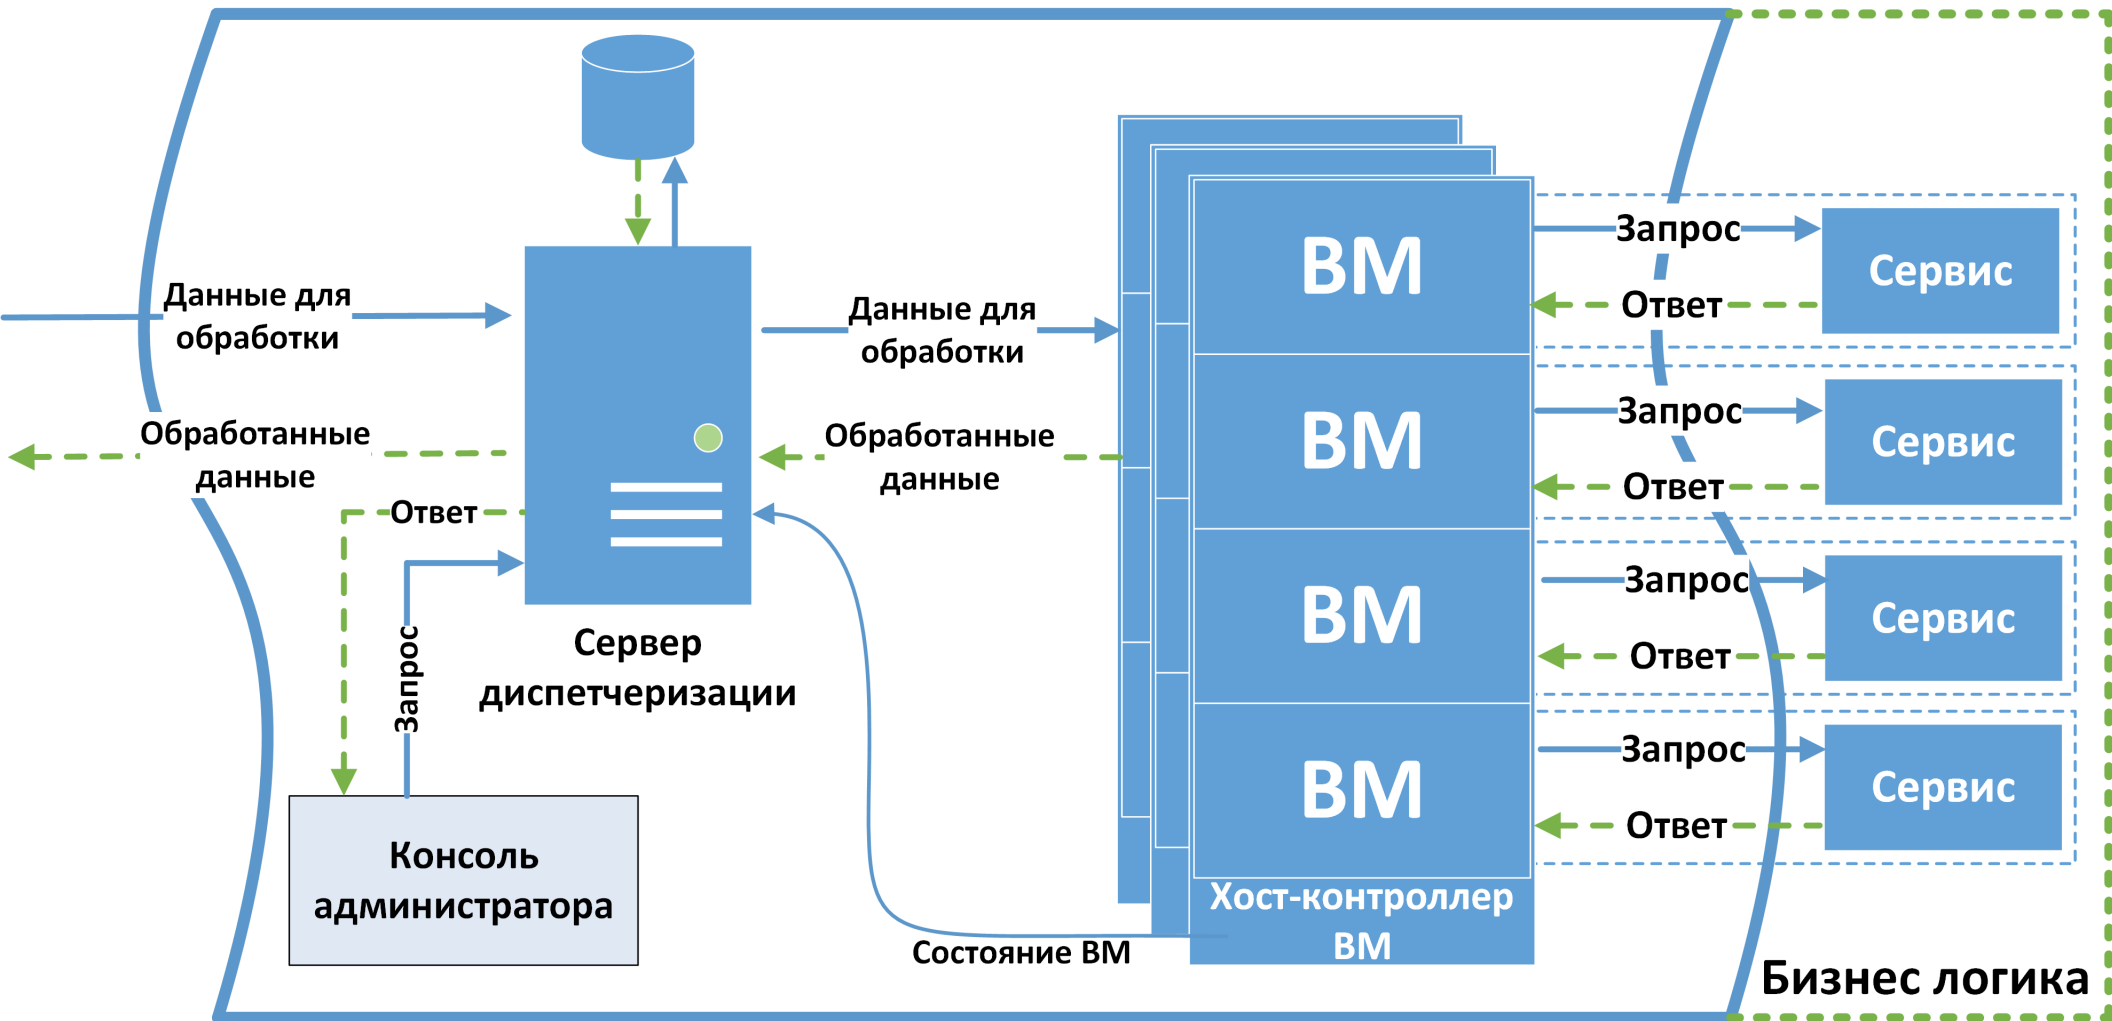 Данные для
обработки
Обработанные
данные
Ответ
Запрос
Сервер
диспетчеризации
Консоль
администратора
Данные для
обработки
Обработанные
данные
Состояние ВМ
ВМ
ВМ
ВМ
ВМ
Хост-контроллер
ВМ
Запрос
Ответ
Сервис
Запрос
Ответ
Сервис
Запрос
Ответ
Сервис
Запрос
Ответ
Сервис
Бизнес логика